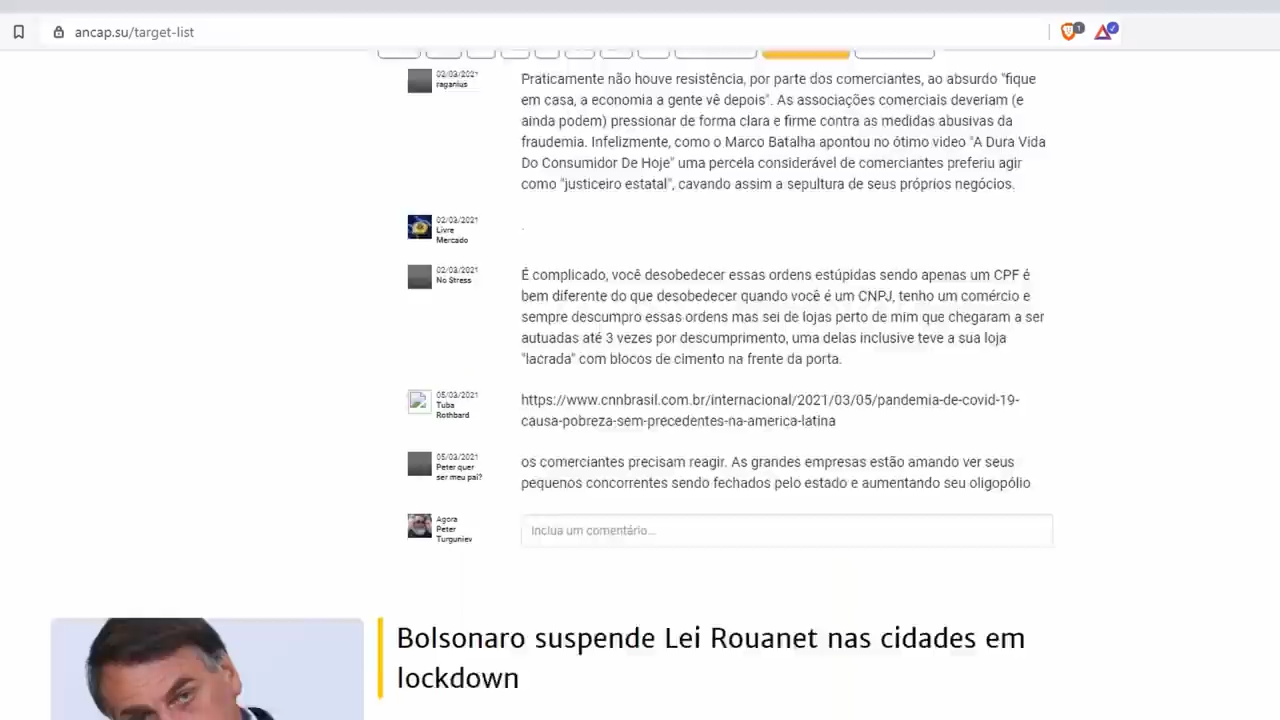 ancap.su/target-list
1
02/03/2021
raganius
Praticamente não houve resistência, por parte dos comerciantes, ao absurdo "fique
em casa, a economia a gente vê depois". As associações comerciais deveriam (e
ainda podem) pressionar de forma clara e firme contra as medidas abusivas da
fraudemia. Infelizmente, como o Marco Batalha apontou no ótimo video "A Dura Vida
Do Consumidor De Hoje" uma percela considerável de comerciantes preferiu agir
como "justiceiro estatal", cavando assim a sepultura de seus próprios negócios.
02/03/2021
Livre
Mercado
.
02/03/2021
No Stress
É complicado, você desobedecer essas ordens estúpidas sendo apenas um CPF é
bem diferente do que desobedecer quando você é um CNPJ, tenho um comércio e
sempre descumpro essas ordens mas sei de lojas perto de mim que chegaram a ser
autuadas até 3 vezes por descumprimento, uma delas inclusive teve a sua loja
"lacrada" com blocos de cimento na frente da porta.
05/03/2021
Tuba
Rothbard
https://www.cnnbrasil.com.br/internacional/2021/03/05/pandemia-de-covid-19-
causa-pobreza-sem-precedentes-na-america-latina
05/03/2021
Peter quer
ser meu pai?
os comerciantes precisam reagir. As grandes empresas estão amando ver seus
pequenos concorrentes sendo fechados pelo estado e aumentando seu oligopólio
Agora
Peter
Turguniev
Inclua um comentário...
Bolsonaro suspende Lei Rouanet nas cidades em
lockdown